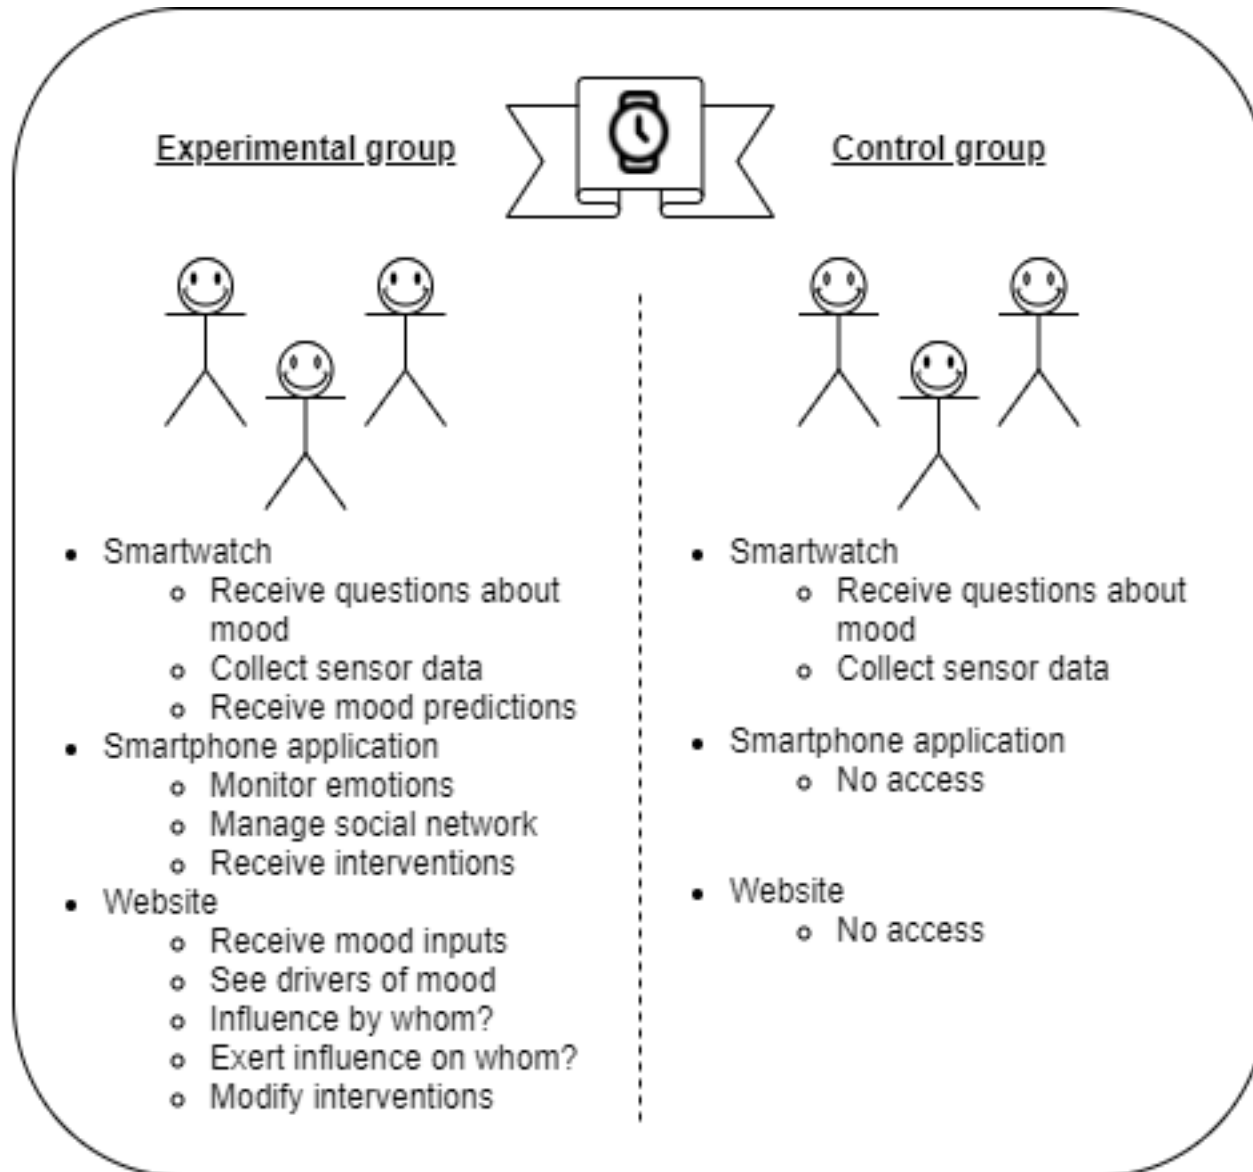 Experimental group
Control group
Smartwatch
Receive questions about
mood
Collect sensor data
Receive mood predictions
Smartphone application
Monitor emotions
Manage social network
Receive interventions
Website
Receive mood inputs
See drivers of mood
Influence by whom?
Exert influence on whom?
Modify interventions
Smartwatch
Receive questions about
mood
Collect sensor data
Smartphone application
No access
Website
No access